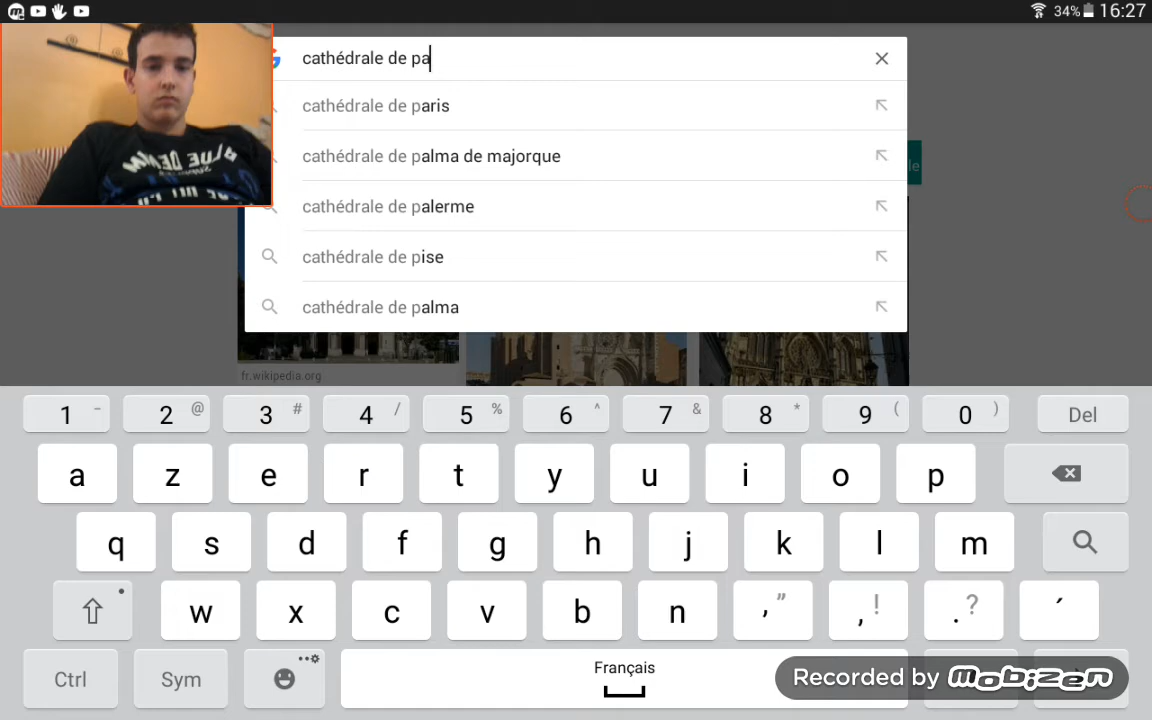 34% 16:27
cathédrale de pa
cathédrale de paris
cathédrale de palma de majorque
cathédrale de palerme
cathédrale de pise
cathédrale de palma
le
fr.wikipedia.org
1 - 2 @ 3 # 4 / 5 % 6 ^ 7 & 8 * 9 ( 0 ) Del
a z e r t y u i o p
q s d f g h j k l m
w x c v b n ' " , ! . ? ´
Ctrl Sym Français
Recorded by mobizen